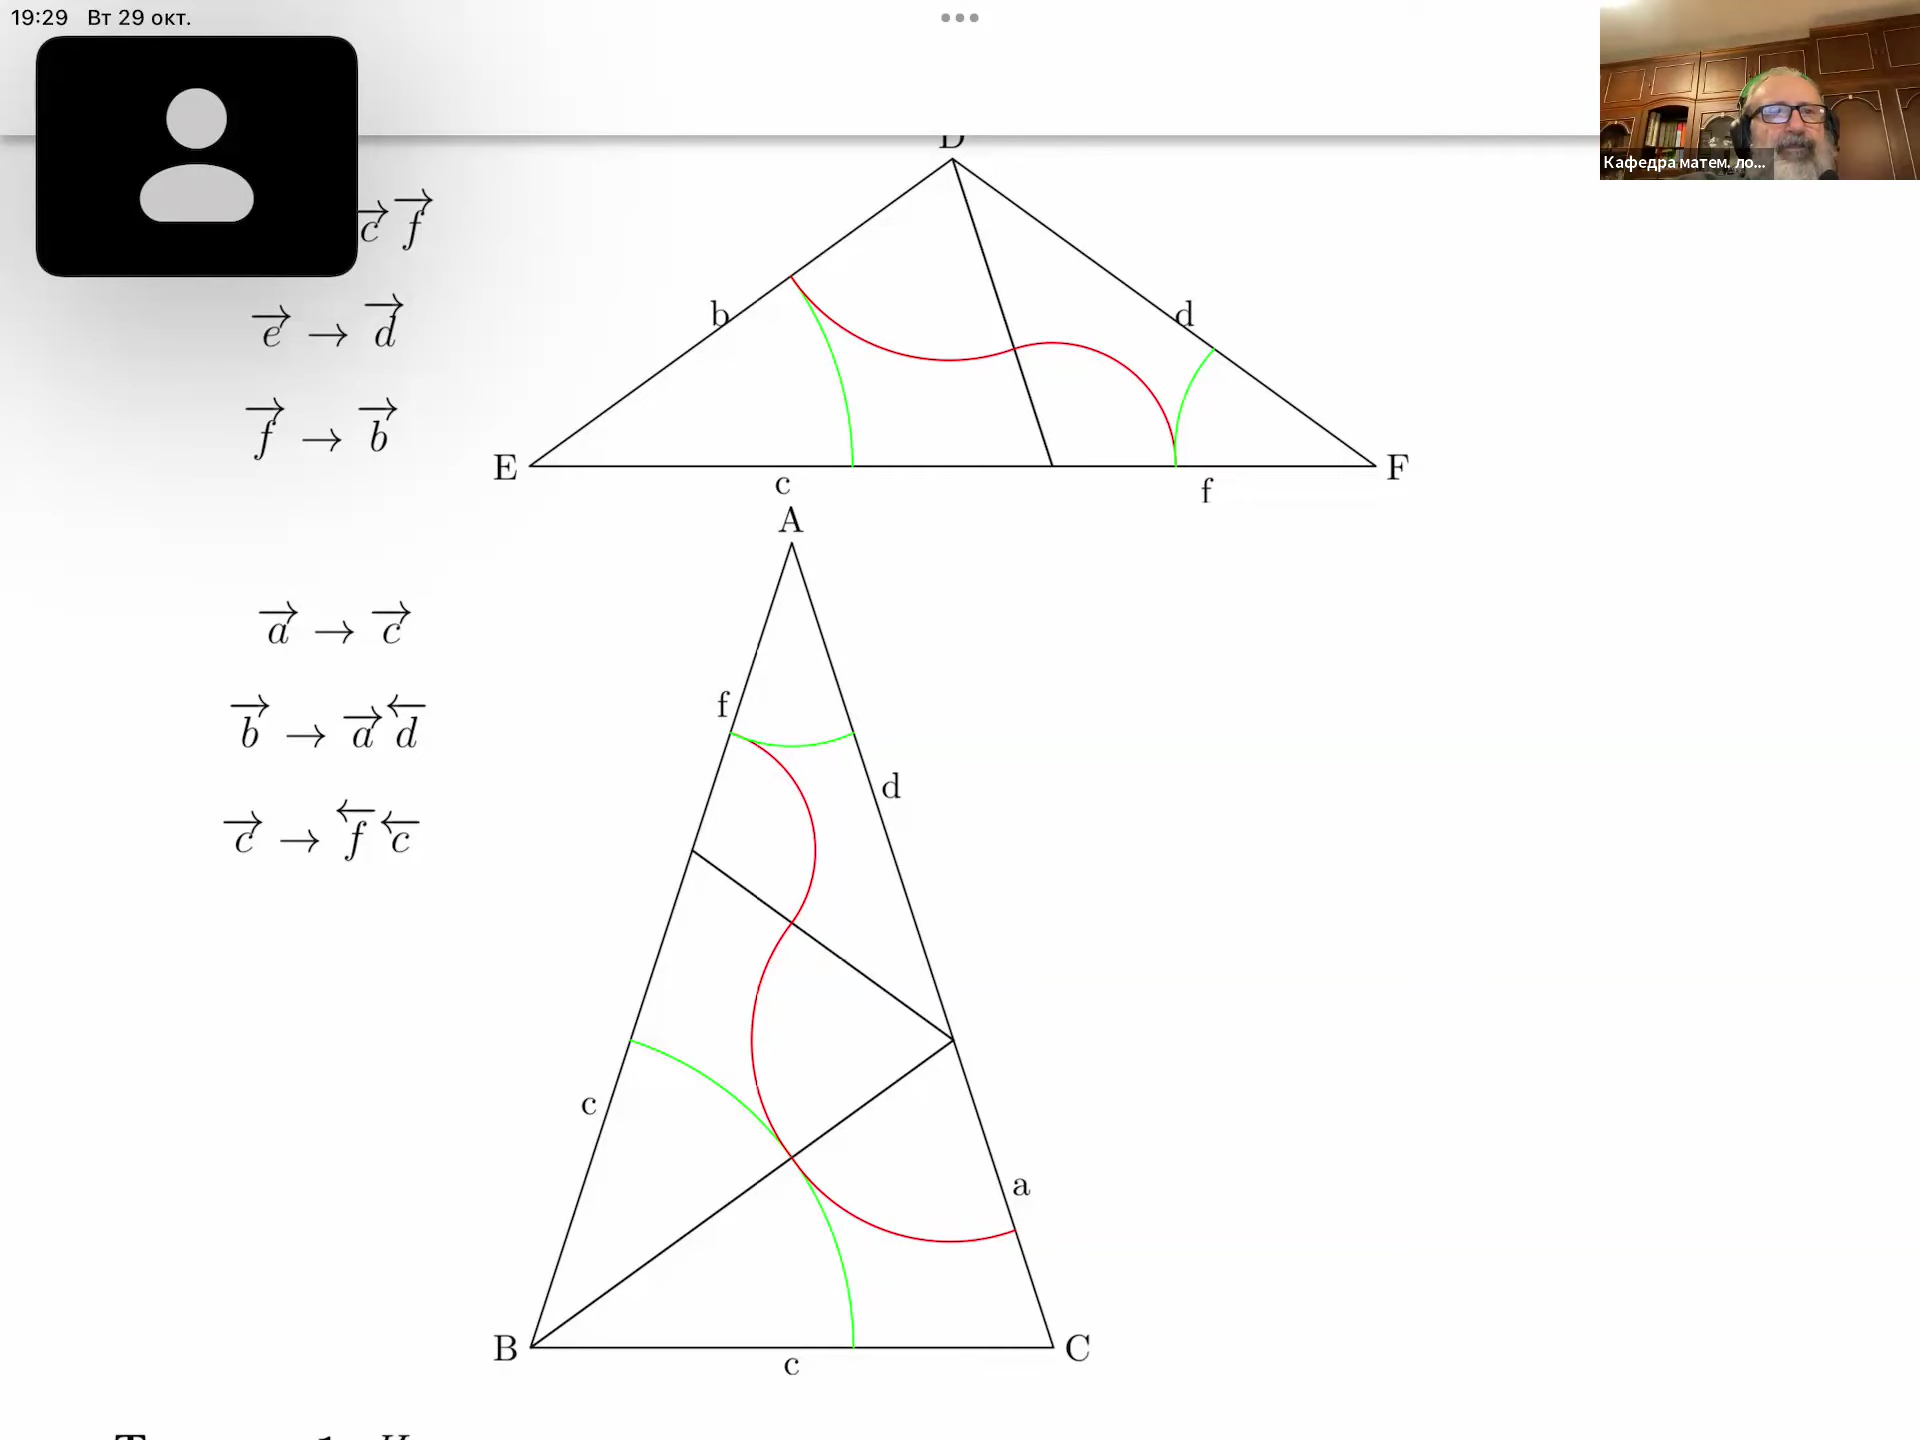 19:29 Вт 29 окт.
Кафедра матем. ло...
D
→c →f
b d
→e → →d
→f → →b
E F
c f
A
→a → →c
f
→b → →a ←d
d
→c → ←f ←c
c
a
B C
c